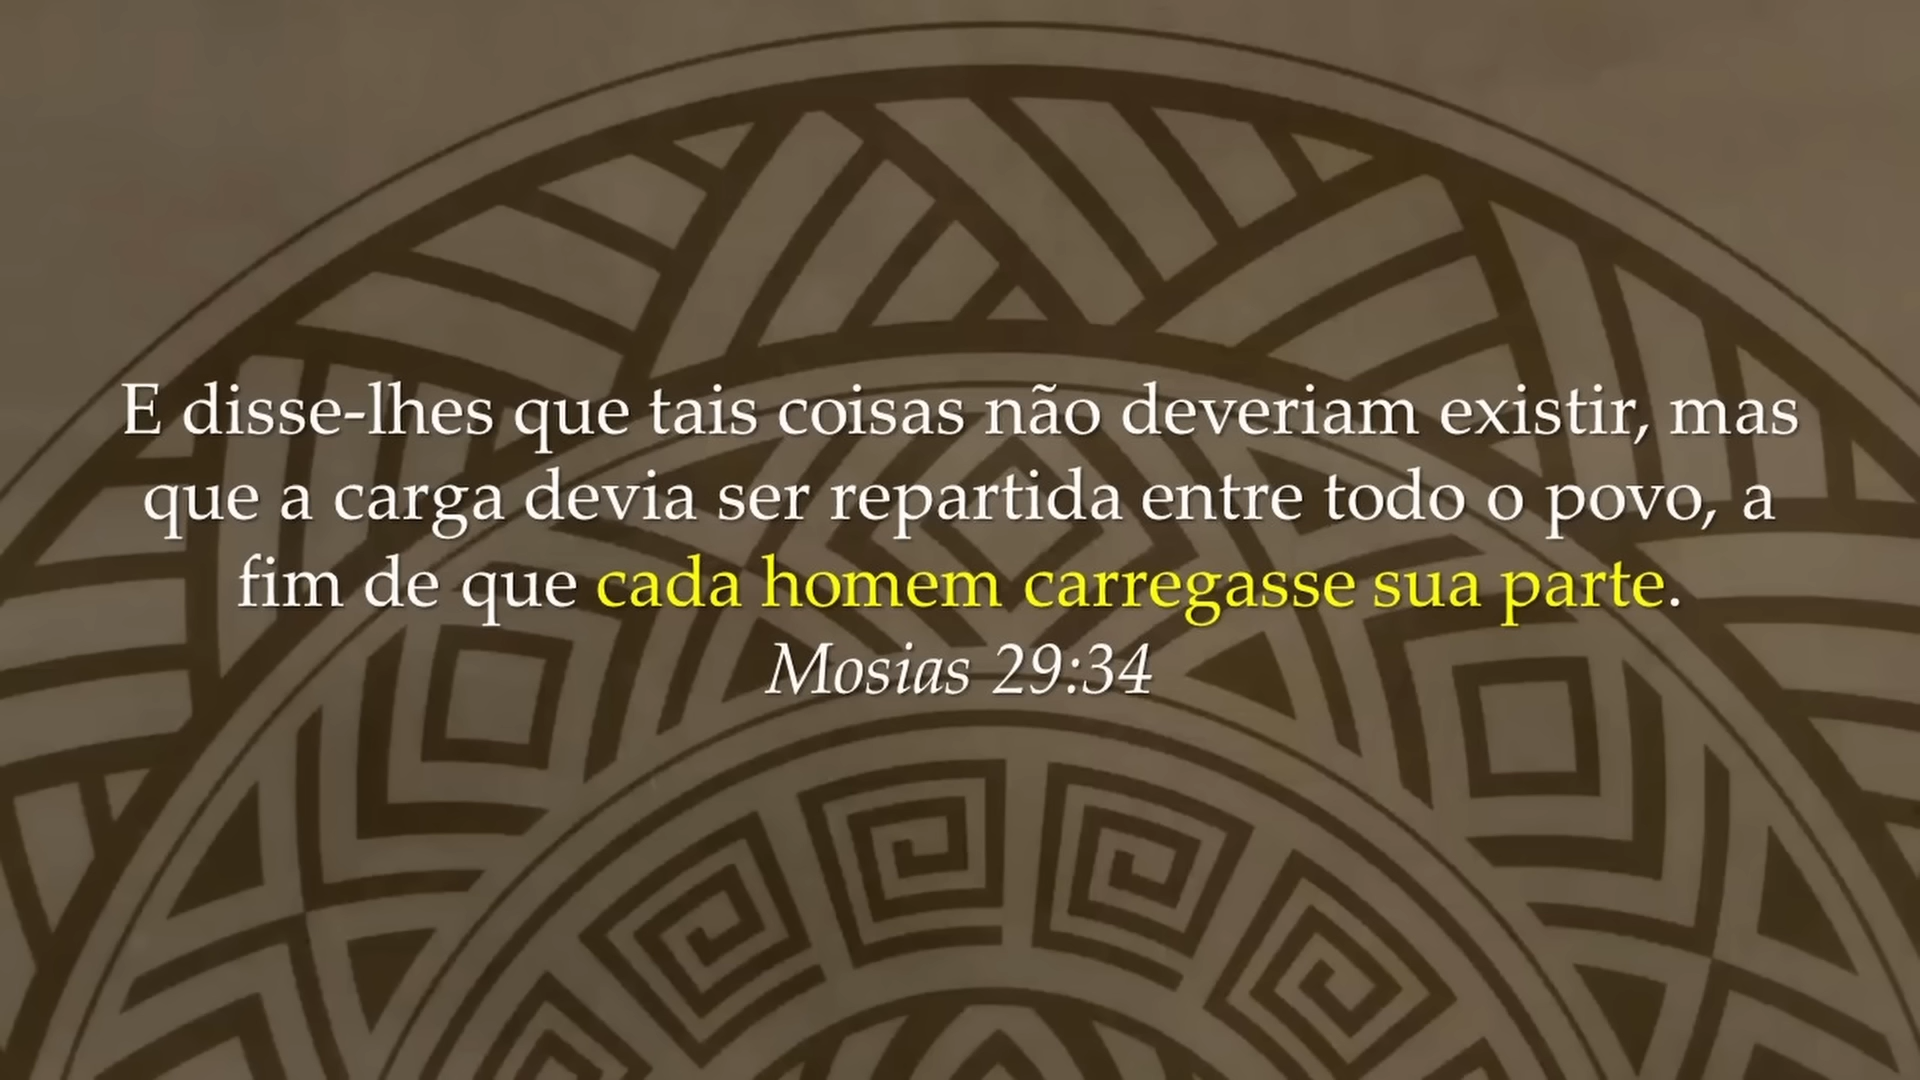 E disse-lhes que tais coisas não deveriam existir, mas
que a carga devia ser repartida entre todo o povo, a
fim de que cada homem carregasse sua parte.
Mosias 29:34